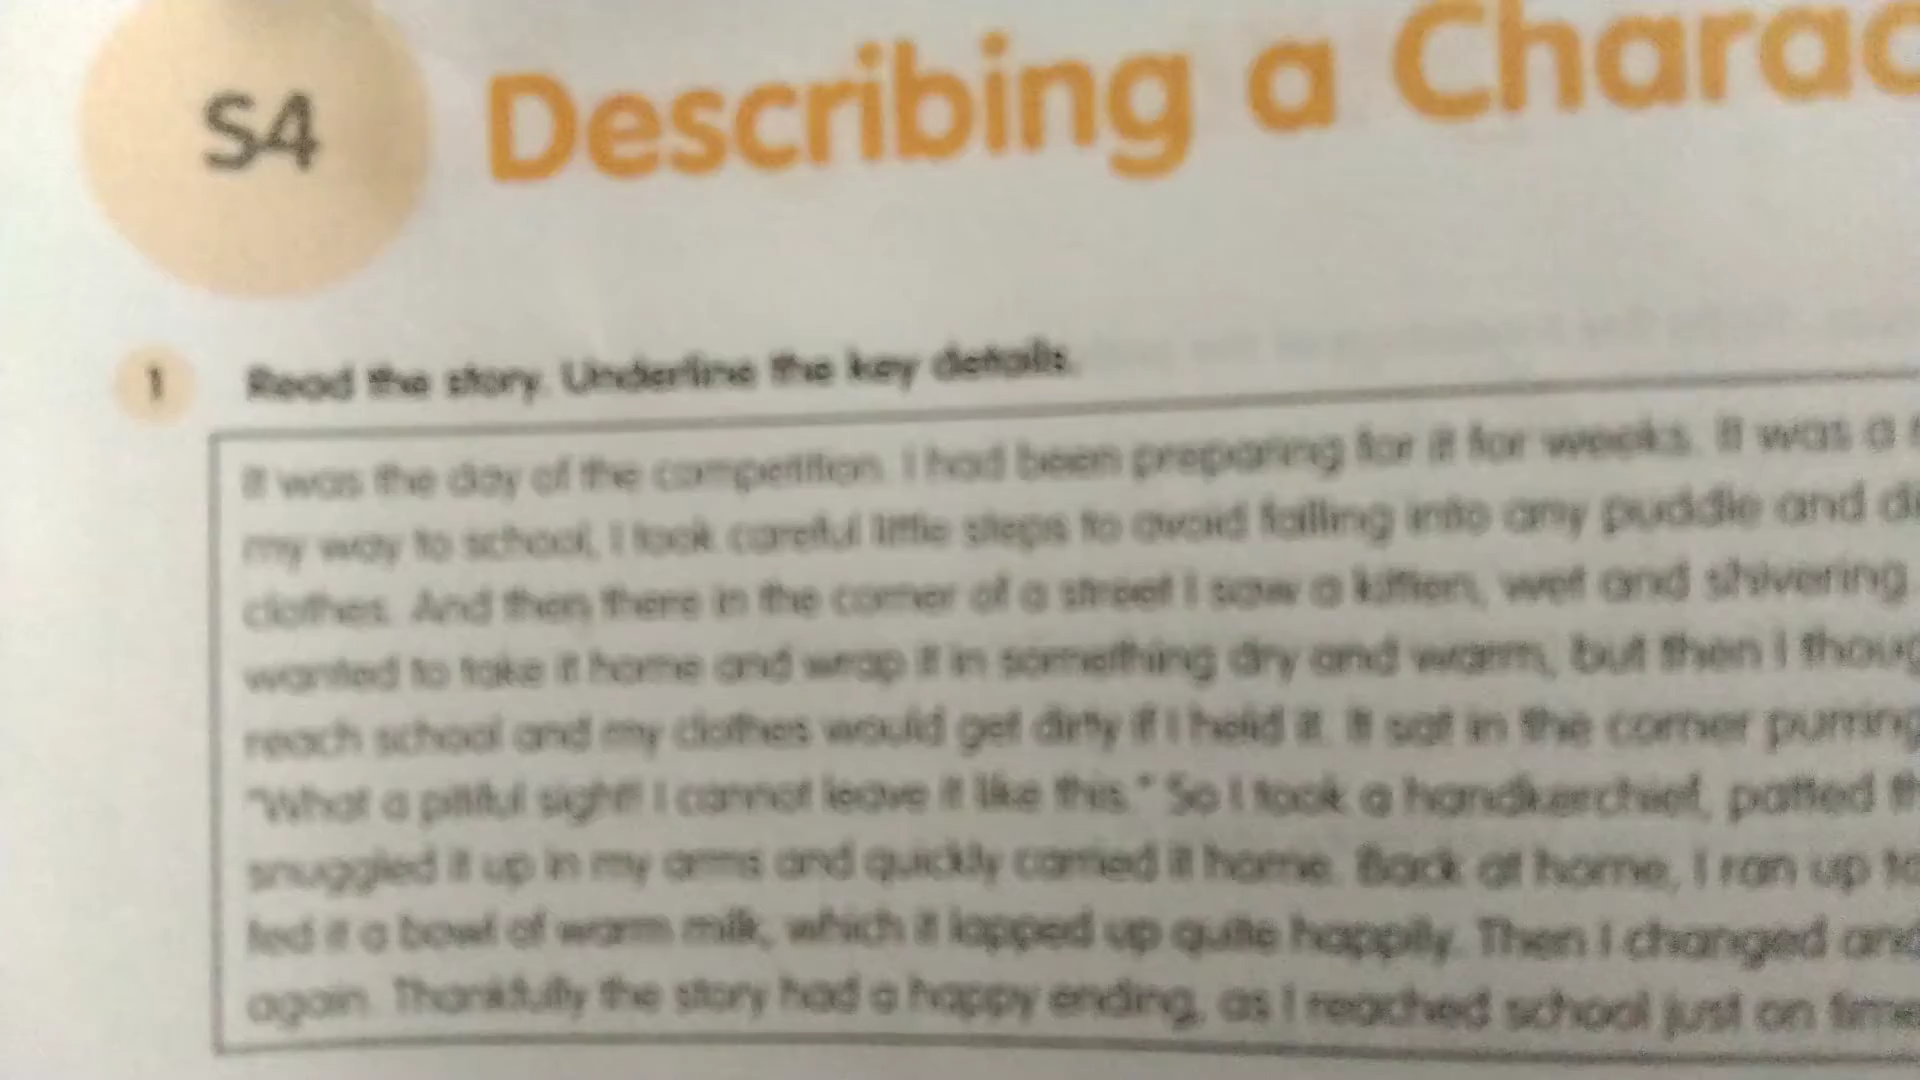 S4
Describing a Charac
1 Read the story. Underline the key details.
It was the day of the competition. I had been preparing for it for weeks. It was a
my way to school, I took careful little steps to avoid falling into any puddle and di
clothes. And then there in the corner of a street I saw a kitten, wet and shivering.
wanted to take it home and wrap it in something dry and warm, but then I thoug
reach school and my clothes would get dirty if I held it. It sat in the corner purring
"What a pitiful sight! I cannot leave it like this." So I took a handkerchief, patted th
snuggled it up in my arms and quickly carried it home. Back at home, I ran up to
fed it a bowl of warm milk, which it lapped up quite happily. Then I changed and
again. Thankfully the story had a happy ending, as I reached school just on time